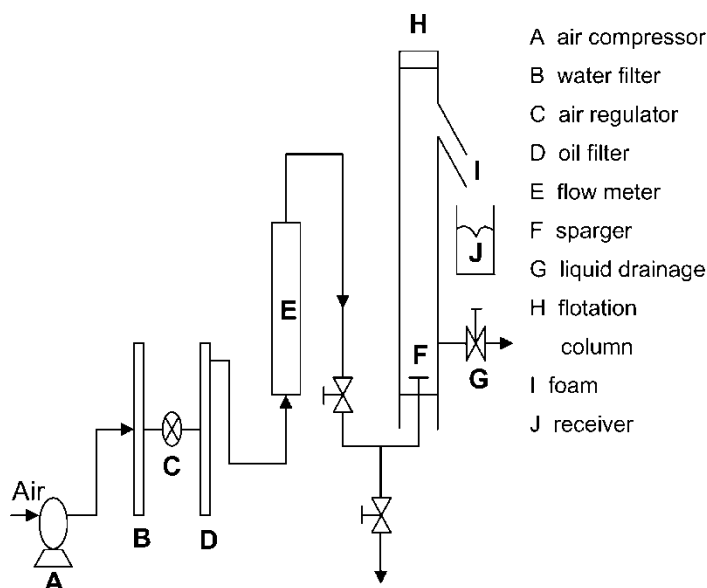 H
A air compressor
B water filter
C air regulator
D oil filter
E flow meter
F sparger
G liquid drainage
H flotation
column
I foam
J receiver
I
J
E
F
G
C
Air
B
D
A